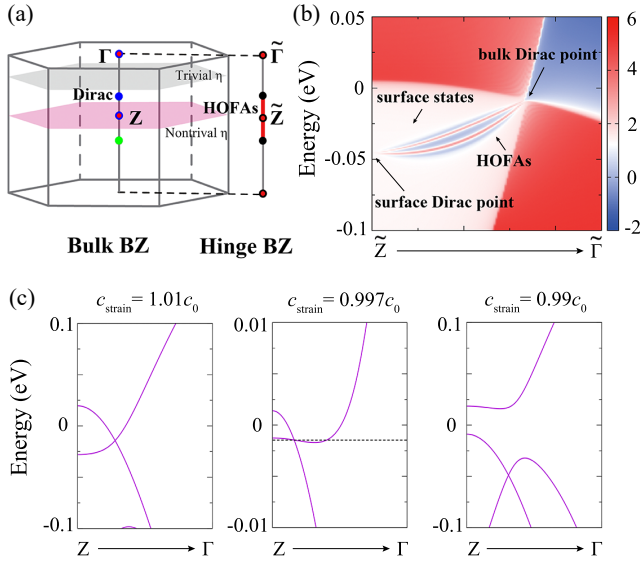 (a)
Γ
Γ̃
Trivial η
Dirac
HOFAs
Z
Z̃
Nontrival η
Bulk BZ
Hinge BZ
(b)
Energy (eV)
0.05
0
-0.05
-0.1
bulk Dirac point
surface states
HOFAs
surface Dirac point
Z̃
Γ̃
6
4
2
0
-2
(c)
c_strain = 1.01c_0
c_strain = 0.997c_0
c_strain = 0.99c_0
Energy (eV)
0.1
0
-0.1
Z
Γ
0.01
0
-0.01
Z
Γ
0.1
0
-0.1
Z
Γ